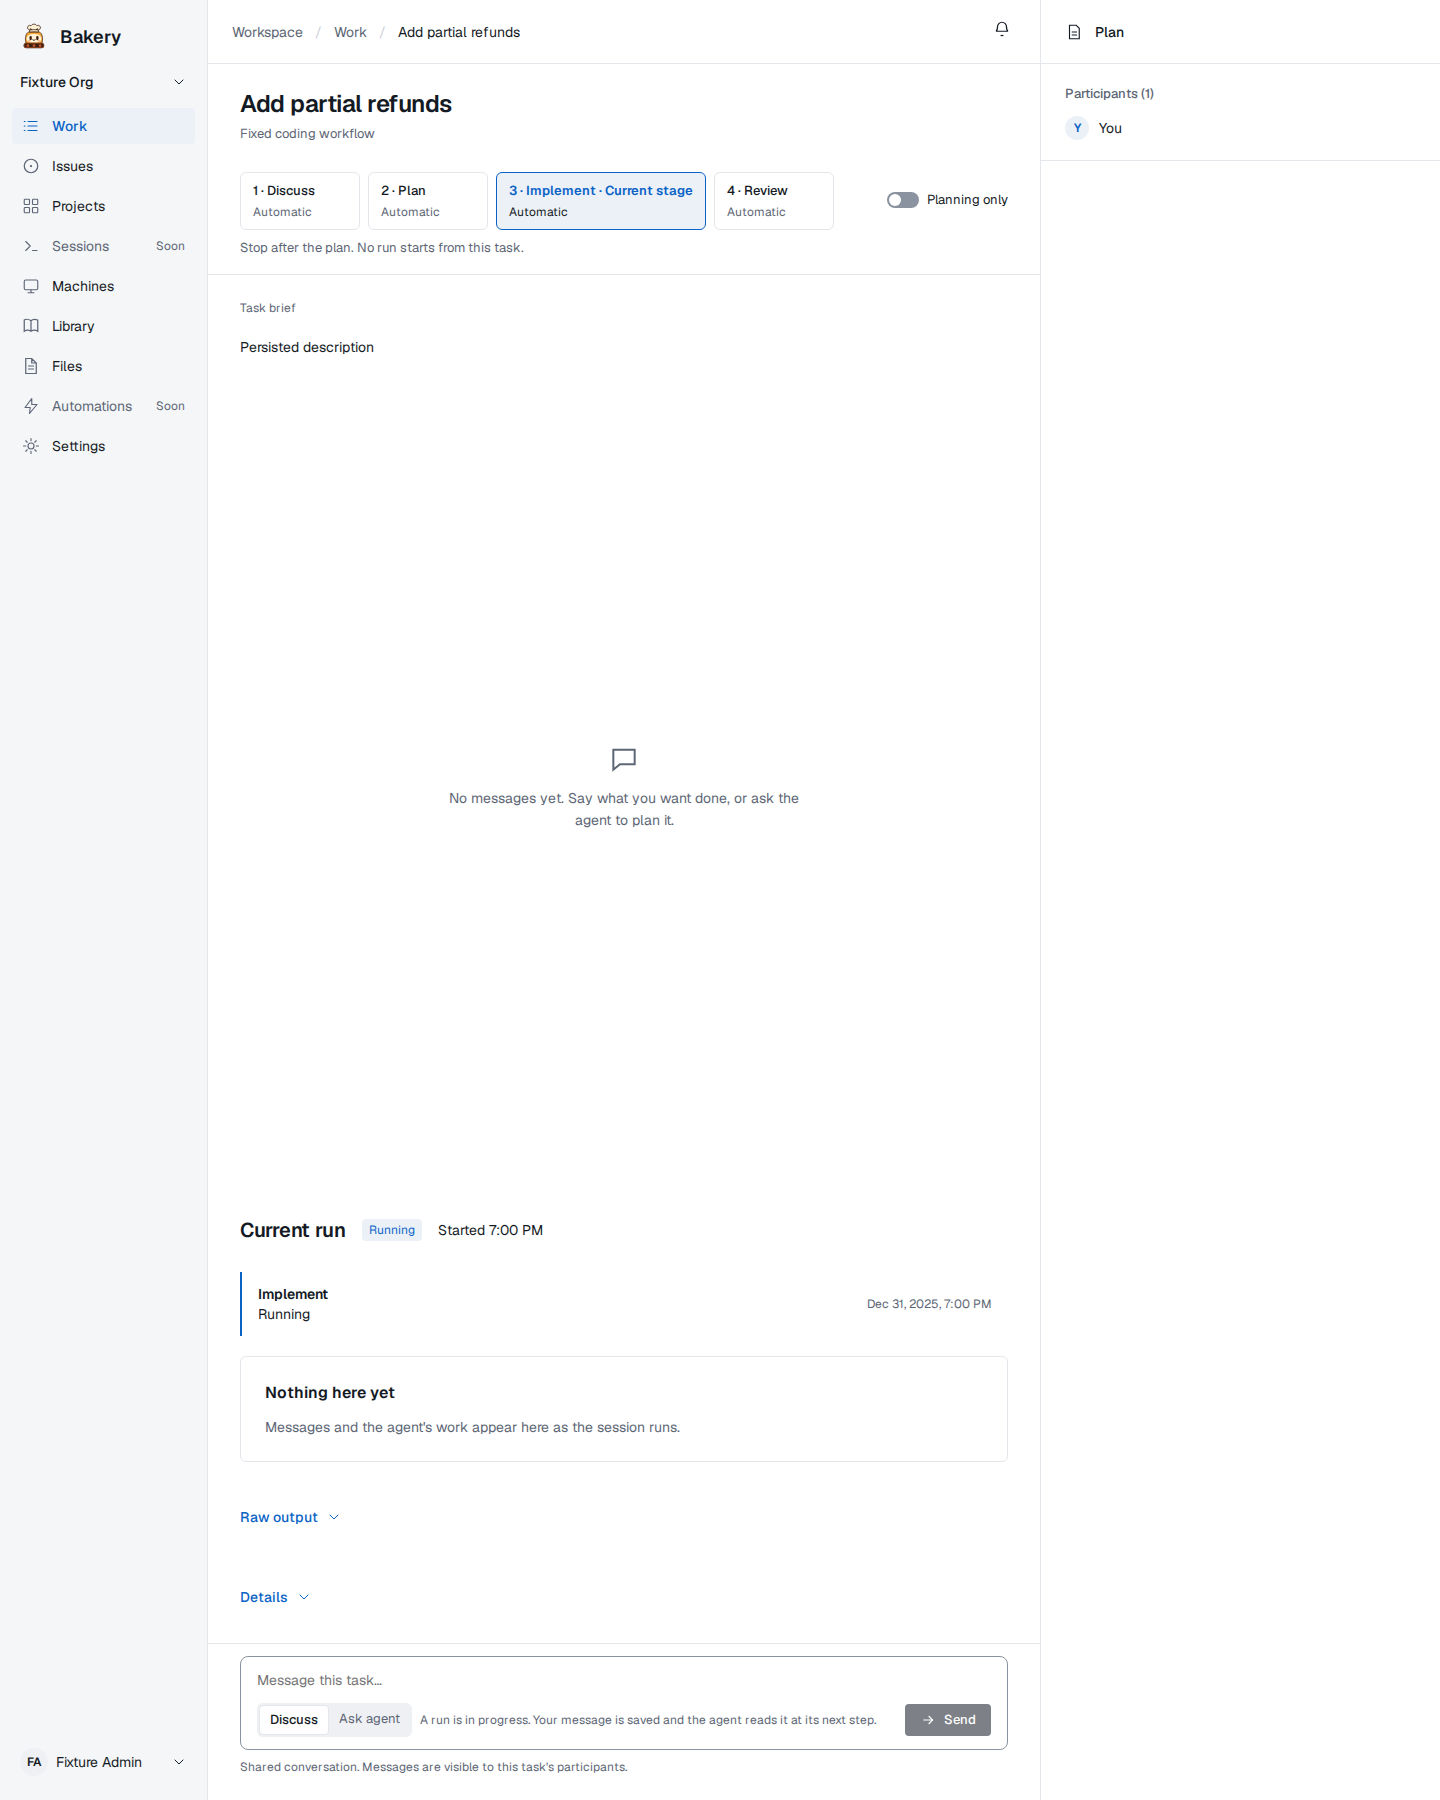 Bakery
Fixture Org
Work
Issues
Projects
Sessions Soon
Machines
Library
Files
Automations Soon
Settings
FA Fixture Admin
Workspace / Work / Add partial refunds
Add partial refunds
Fixed coding workflow
1 · Discuss
Automatic
2 · Plan
Automatic
3 · Implement · Current stage
Automatic
4 · Review
Automatic
Planning only
Stop after the plan. No run starts from this task.
Task brief
Persisted description
No messages yet. Say what you want done, or ask the
agent to plan it.
Current run Running Started 7:00 PM
Implement
Running
Dec 31, 2025, 7:00 PM
Nothing here yet
Messages and the agent's work appear here as the session runs.
Raw output
Details
Message this task...
Discuss Ask agent A run is in progress. Your message is saved and the agent reads it at its next step. Send
Shared conversation. Messages are visible to this task's participants.
Plan
Participants (1)
Y You